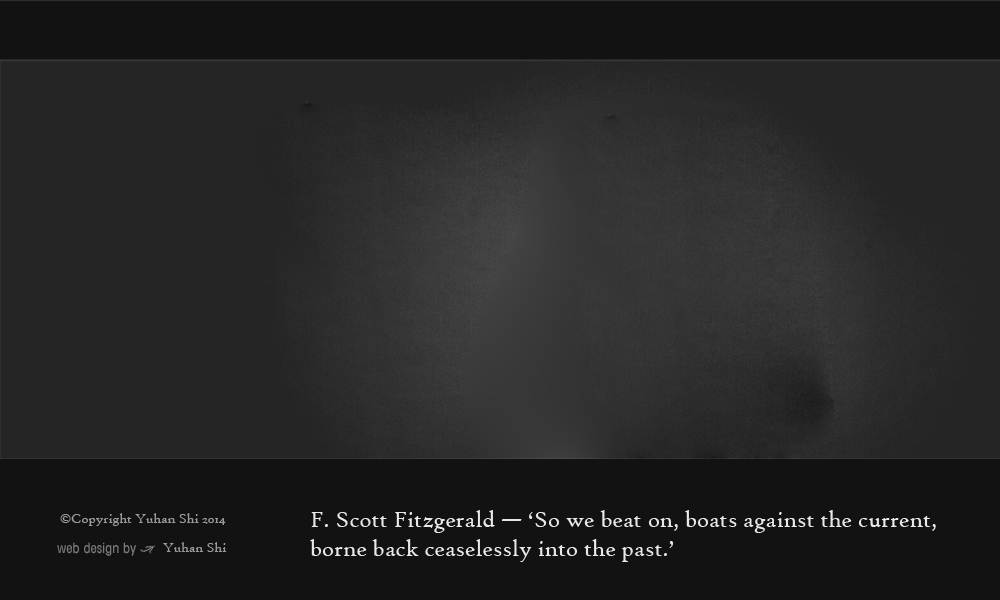 ©Copyright Yuhan Shi 2014
web design by Yuhan Shi
F. Scott Fitzgerald — ‘So we beat on, boats against the current,
borne back ceaselessly into the past.’